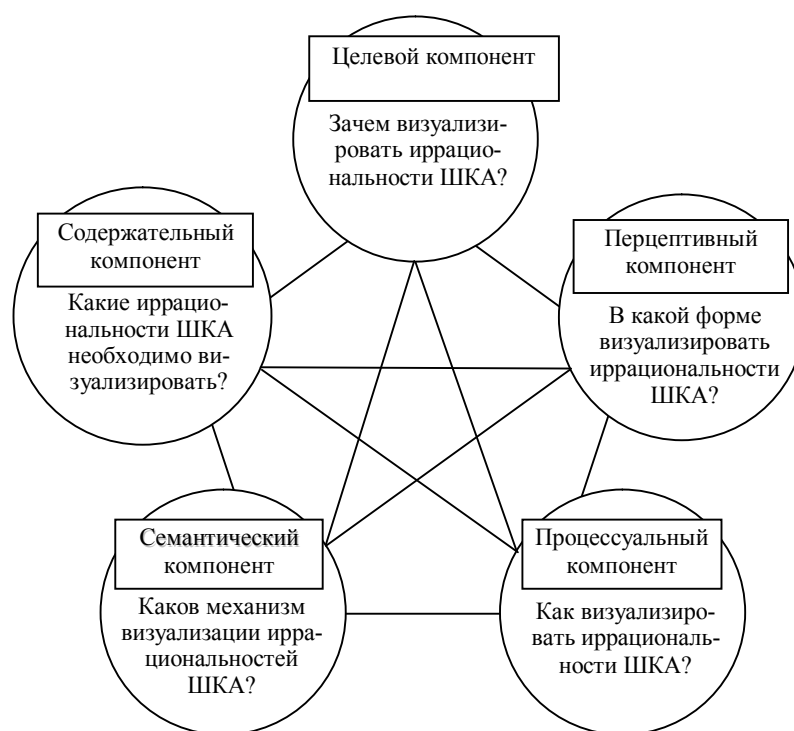 Целевой компонент
Зачем визуализи-
ровать иррацио-
нальности ШКА?
Содержательный
компонент
Какие иррацио-
нальности ШКА
необходимо ви-
зуализировать?
Перцептивный
компонент
В какой форме
визуализировать
иррациональности
ШКА?
Семантический
компонент
Каков механизм
визуализации ирра-
циональностей
ШКА?
Процессуальный
компонент
Как визуализиро-
вать иррациональ-
ности ШКА?